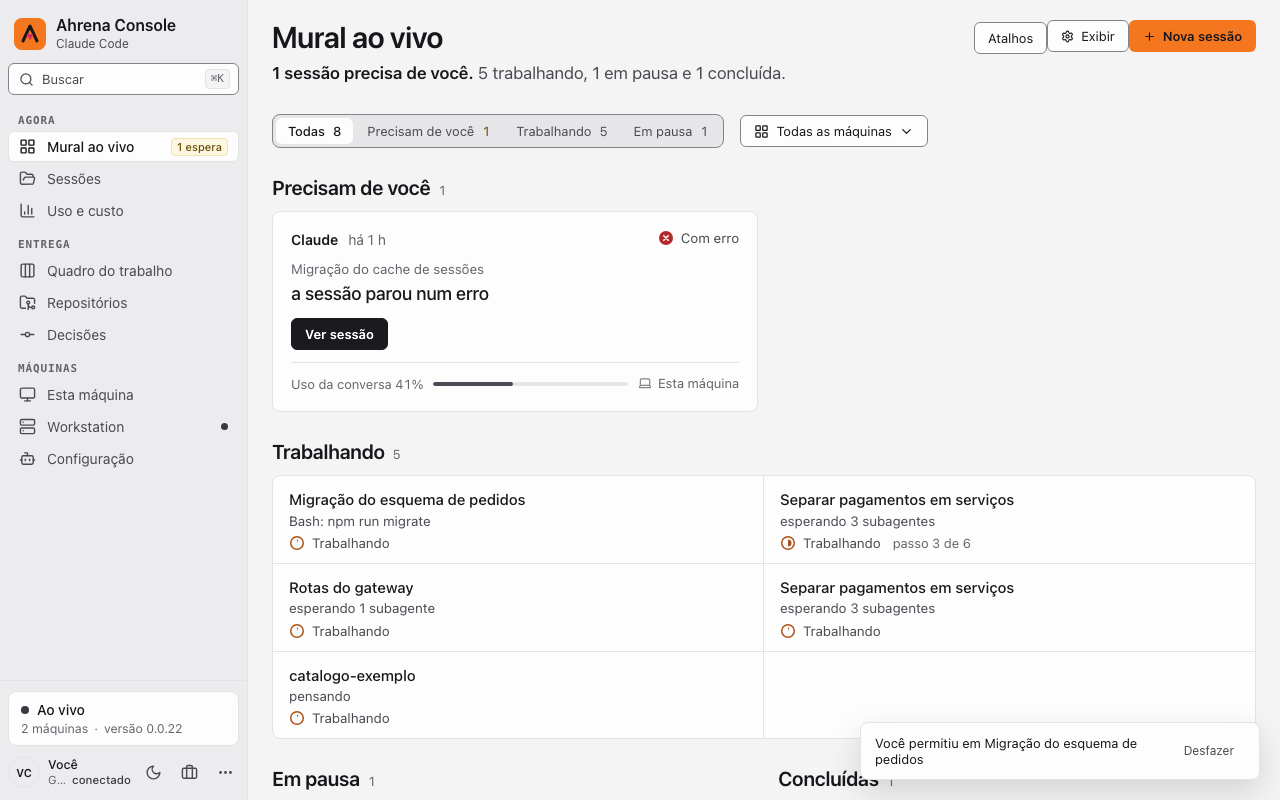 Ahrena Console
Claude Code
Buscar
⌘K
AGORA
Mural ao vivo
1 espera
Sessões
Uso e custo
ENTREGA
Quadro do trabalho
Repositórios
Decisões
MÁQUINAS
Esta máquina
Workstation
Configuração
Ao vivo
2 máquinas · versão 0.0.22
VC
Você
G... conectado
Mural ao vivo
1 sessão precisa de você. 5 trabalhando, 1 em pausa e 1 concluída.
Atalhos
Exibir
Nova sessão
Todas 8
Precisam de você 1
Trabalhando 5
Em pausa 1
Todas as máquinas
Precisam de você 1
Claude há 1 h
Com erro
Migração do cache de sessões
a sessão parou num erro
Ver sessão
Uso da conversa 41%
Esta máquina
Trabalhando 5
Migração do esquema de pedidos
Bash: npm run migrate
Trabalhando
Separar pagamentos em serviços
esperando 3 subagentes
Trabalhando passo 3 de 6
Rotas do gateway
esperando 1 subagente
Trabalhando
Separar pagamentos em serviços
esperando 3 subagentes
Trabalhando
catalogo-exemplo
pensando
Trabalhando
Em pausa 1
Concluídas
Você permitiu em Migração do esquema de
pedidos
Desfazer